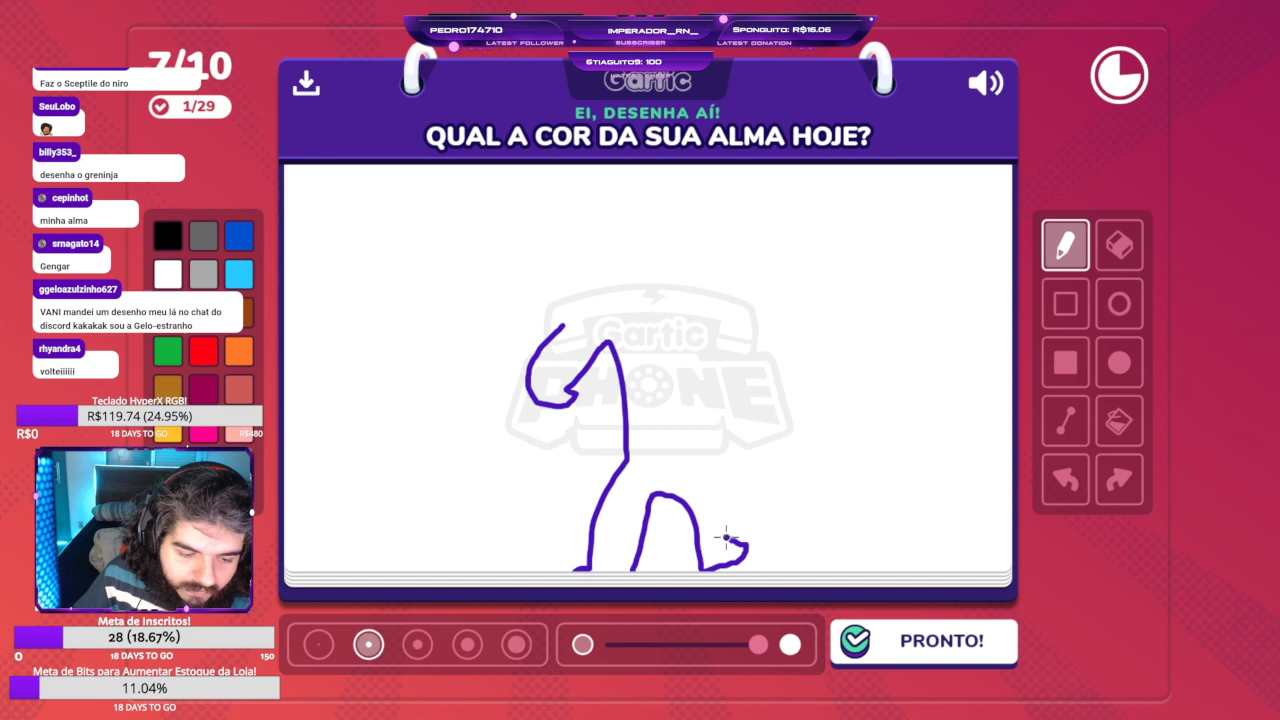 PEDRO174710
LATEST FOLLOWER
IMPERADOR_RN_
SUBSCRIBER
SPONGUITO: R$16.06
LATEST DONATION
6TIAGUITO9: 100
Gartic
7/10
1/29
EI, DESENHA AÍ!
QUAL A COR DA SUA ALMA HOJE?
Faz o Sceptile do niro
SeuLobo
billy353_
desenha o greninja
cepinhot
minha alma
srnagato14
Gengar
ggeloazulzinho627
VANI mandei um desenho meu lá no chat do
discord kakakak sou a Gelo-estranho
rhyandra4
volteiiiiii
Teclado HyperX RGB!
R$119.74 (24.95%)
R$0
18 DAYS TO GO
R$480
Gartic
PHONE
Meta de Inscritos!
28 (18.67%)
0
18 DAYS TO GO
150
Meta de Bits para Aumentar Estoque da Loja!
11.04%
18 DAYS TO GO
PRONTO!